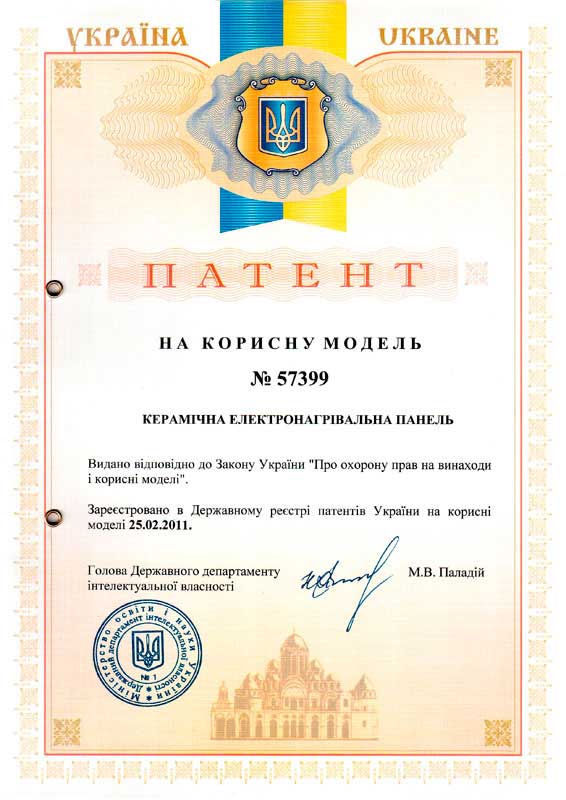 УКРАЇНА
UKRAINE
ПАТЕНТ
НА КОРИСНУ МОДЕЛЬ
№ 57399
КЕРАМІЧНА ЕЛЕКТРОНАГРІВАЛЬНА ПАНЕЛЬ
Видано відповідно до Закону України "Про охорону прав на винаходи
і корисні моделі".
Зареєстровано в Державному реєстрі патентів України на корисні
моделі 25.02.2011.
Голова Державного департаменту
інтелектуальної власності
М.В. Паладій
Міністерство освіти і науки України
Державний департамент інтелектуальної власності
№ 1